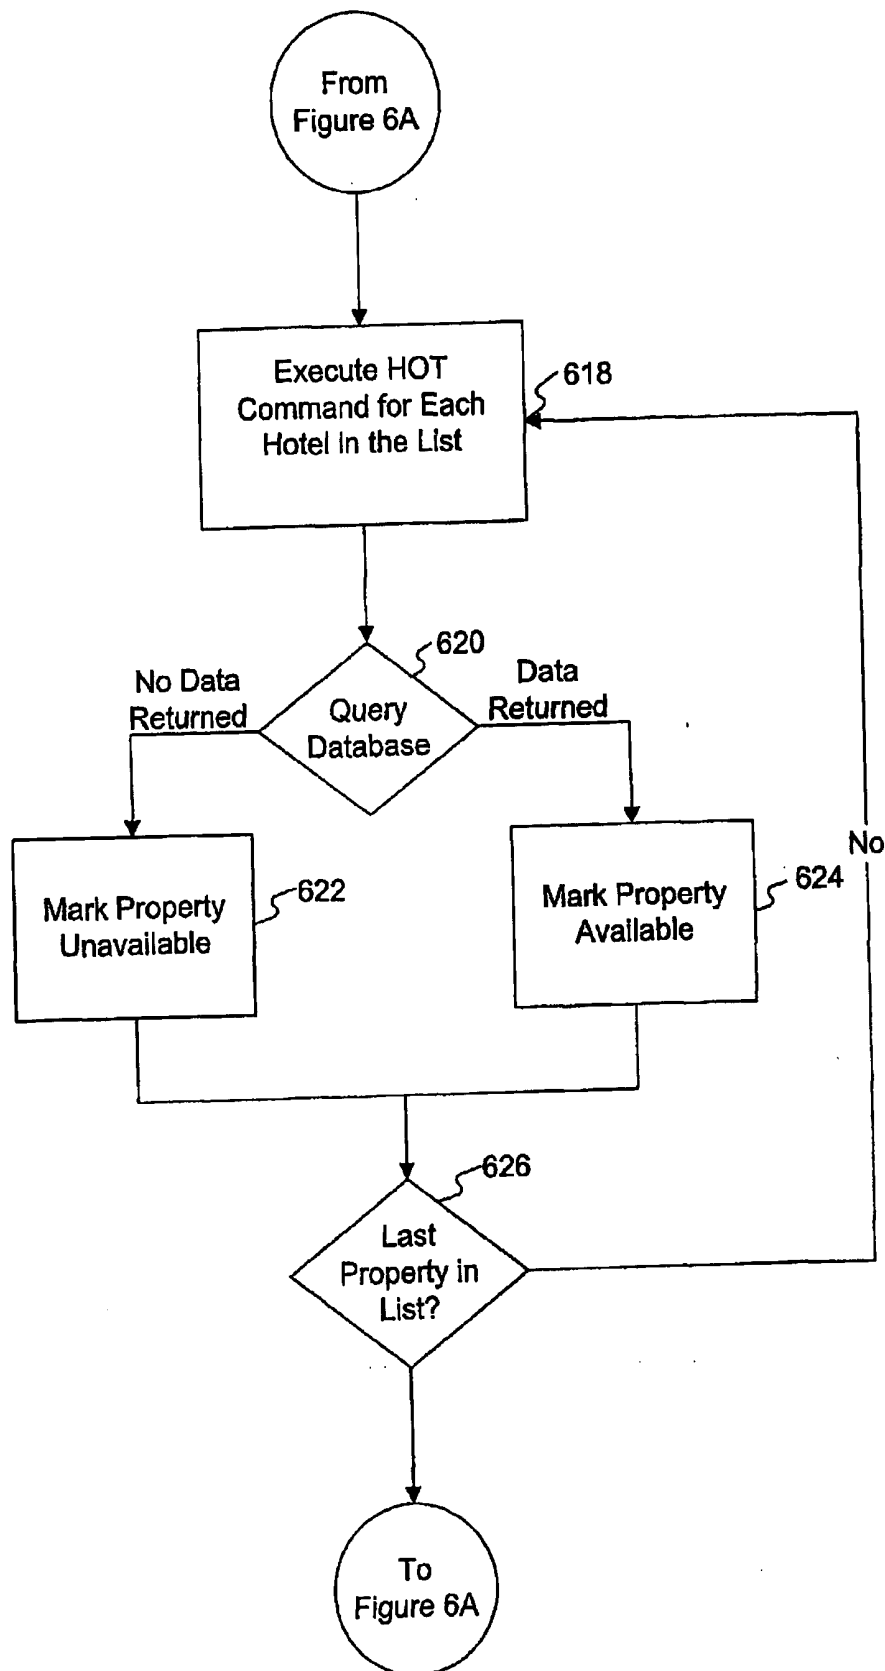 From
Figure 6A
Execute HOT
Command for Each
Hotel in the List
618
620
No Data
Returned
Data
Returned
Query
Database
No
Mark Property
Unavailable
622
Mark Property
Available
624
626
Last
Property in
List?
To
Figure 6A